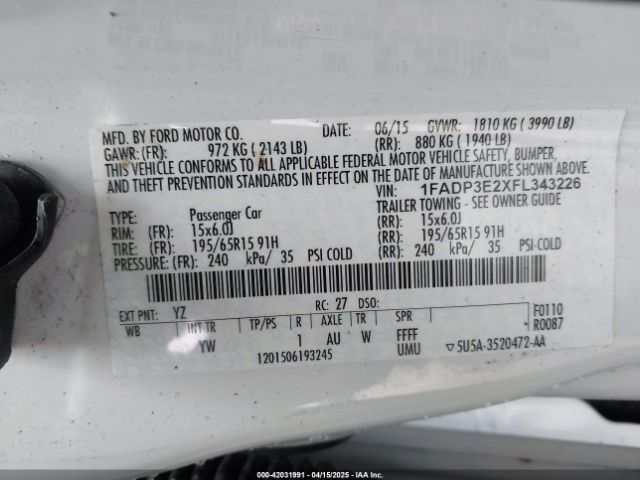 MFD. BY FORD MOTOR CO. DATE: 06/15 GVWR: 1810 KG ( 3990 LB)
GAWR: (FR): 972 KG ( 2143 LB) (RR): 880 KG ( 1940 LB)
THIS VEHICLE CONFORMS TO ALL APPLICABLE FEDERAL MOTOR VEHICLE SAFETY, BUMPER,
AND THEFT PREVENTION STANDARDS IN EFFECT ON THE DATE OF MANUFACTURE SHOWN ABOVE.
VIN: 1FADP3E2XFL343226
TYPE: Passenger Car TRAILER TOWING - SEE OWNER GUIDE
RIM: (FR): 15x6.0J (RR): 15x6.0J
TIRE: (FR): 195/65R15 91H (RR): 195/65R15 91H
PRESSURE: (FR): 240 kPa/ 35 PSI COLD (RR): 240 kPa/ 35 PSI COLD
EXT PNT: YZ RC: 27 DSO: F0110
WB INT TR TP/PS R AXLE TR SPR R0087
YW 1 AU W FFFF
1201506193245 UMU ▽5U5A-3520472-AA
000-42031991 - 04/15/2025 - IAAI.COM